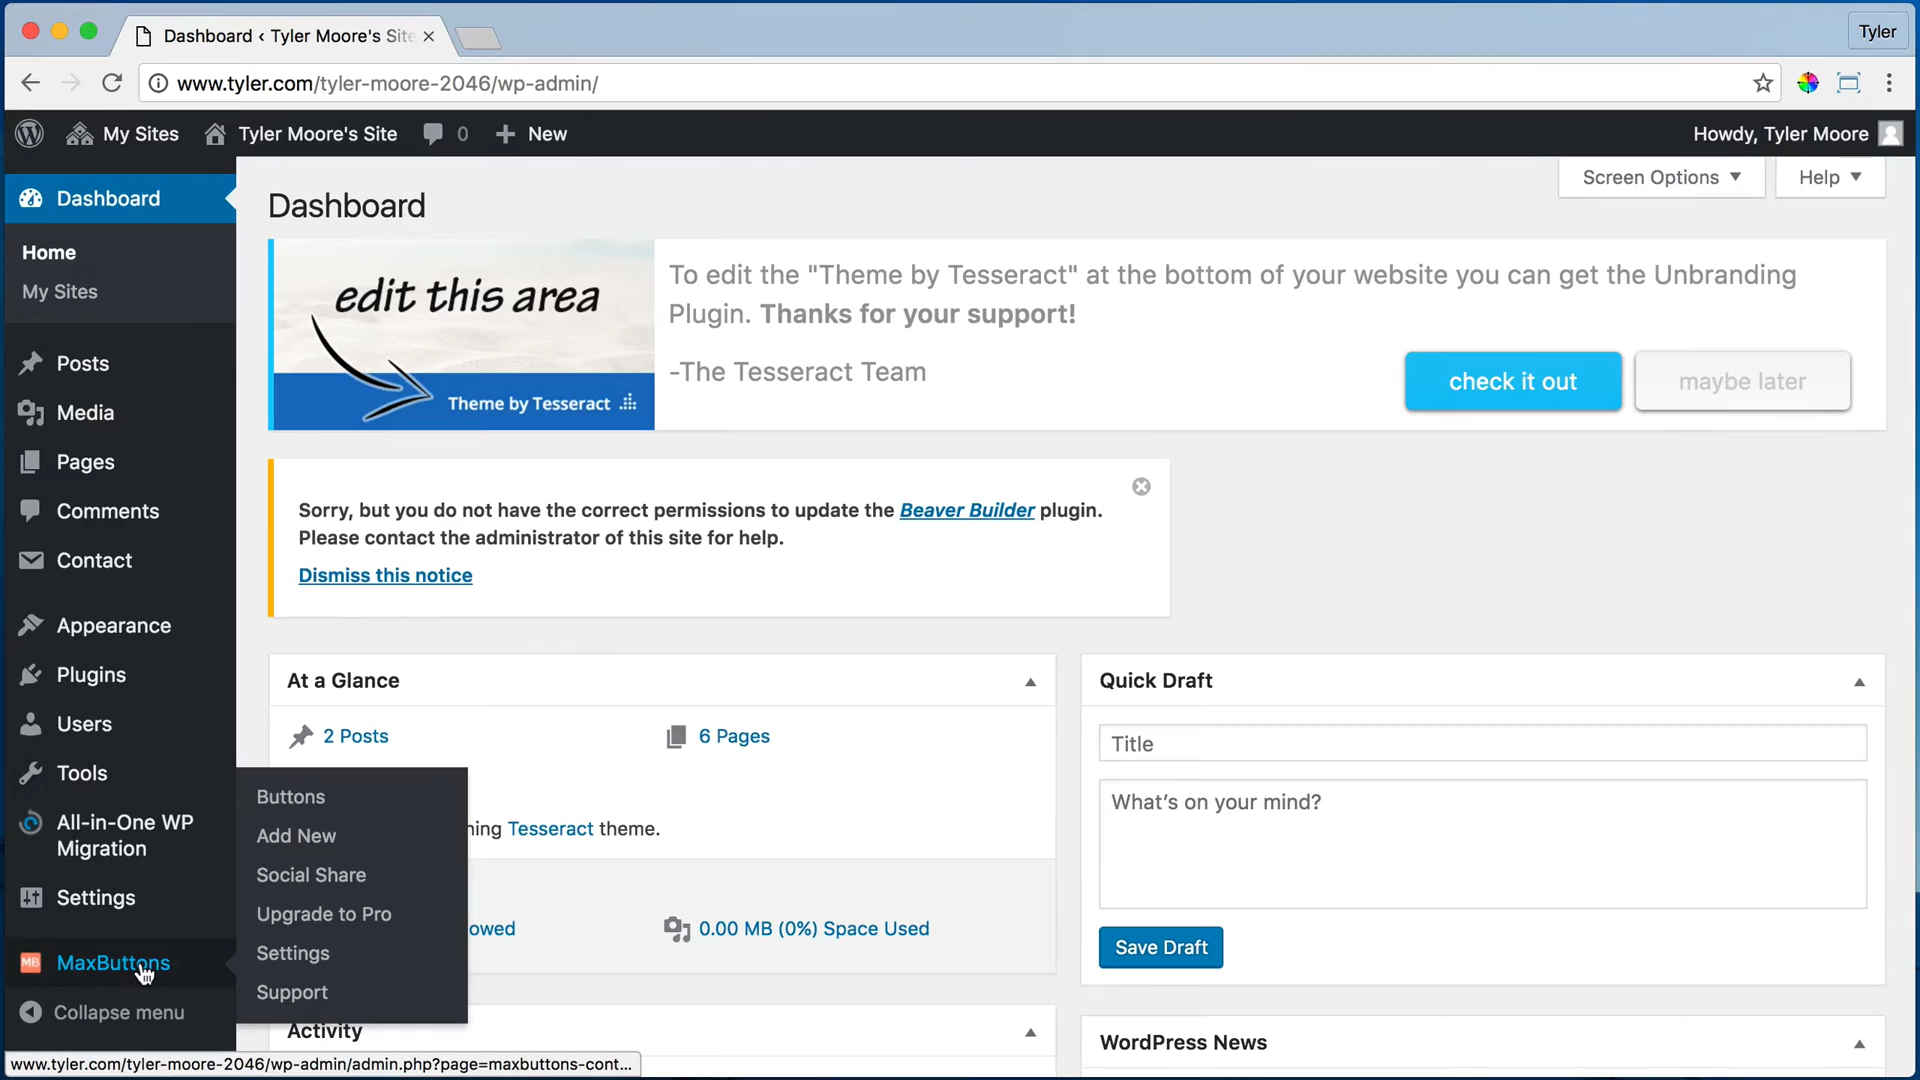 Dashboard ‹ Tyler Moore's Site
Tyler
www.tyler.com/tyler-moore-2046/wp-admin/
My Sites
Tyler Moore's Site
0
New
Howdy, Tyler Moore
Dashboard
Home
My Sites
Posts
Media
Pages
Comments
Contact
Appearance
Plugins
Users
Tools
All-in-One WP
Migration
Settings
MB
MaxButtons
Collapse menu
Buttons
Add New
Social Share
Upgrade to Pro
Settings
Support
Screen Options
Help
Dashboard
edit this area
Theme by Tesseract
To edit the "Theme by Tesseract" at the bottom of your website you can get the Unbranding
Plugin. Thanks for your support!
-The Tesseract Team
check it out
maybe later
Sorry, but you do not have the correct permissions to update the Beaver Builder plugin.
Please contact the administrator of this site for help.
Dismiss this notice
At a Glance
2 Posts
6 Pages
ning Tesseract theme.
owed
0.00 MB (0%) Space Used
Activity
Quick Draft
Title
What's on your mind?
Save Draft
WordPress News
www.tyler.com/tyler-moore-2046/wp-admin/admin.php?page=maxbuttons-cont...